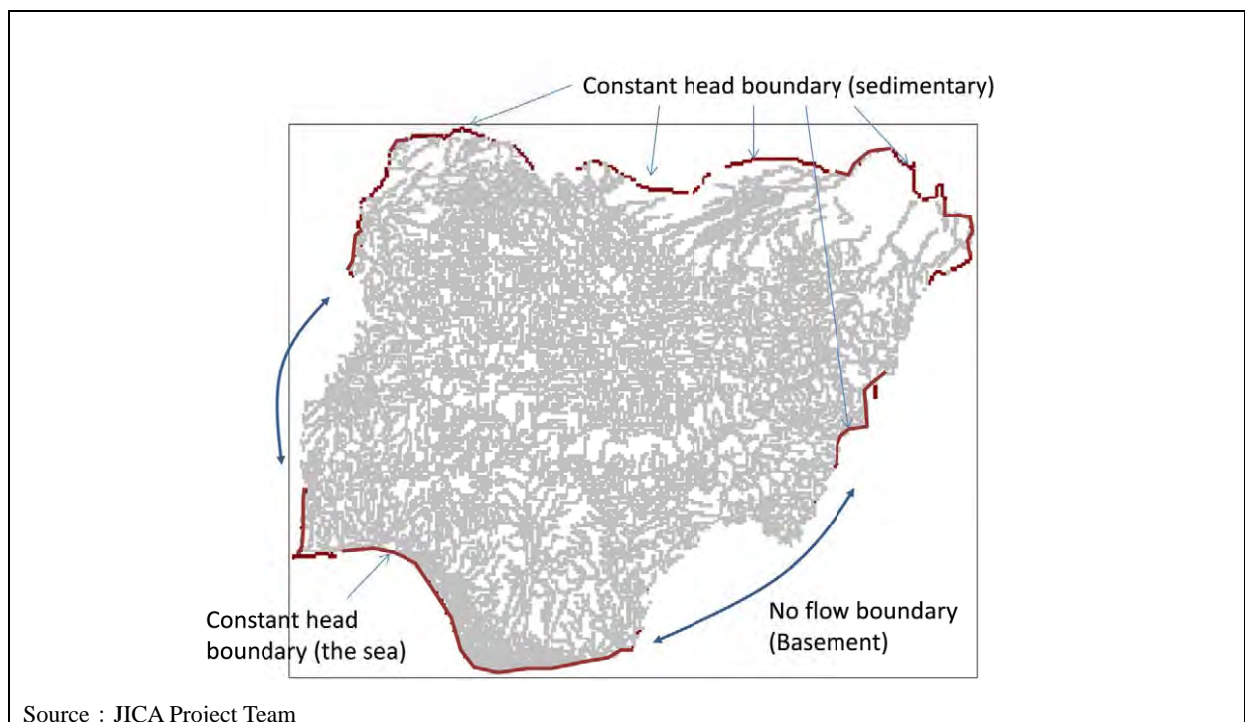 Constant head boundary (sedimentary)
Constant head
boundary (the sea)
No flow boundary
(Basement)
Source : JICA Project Team